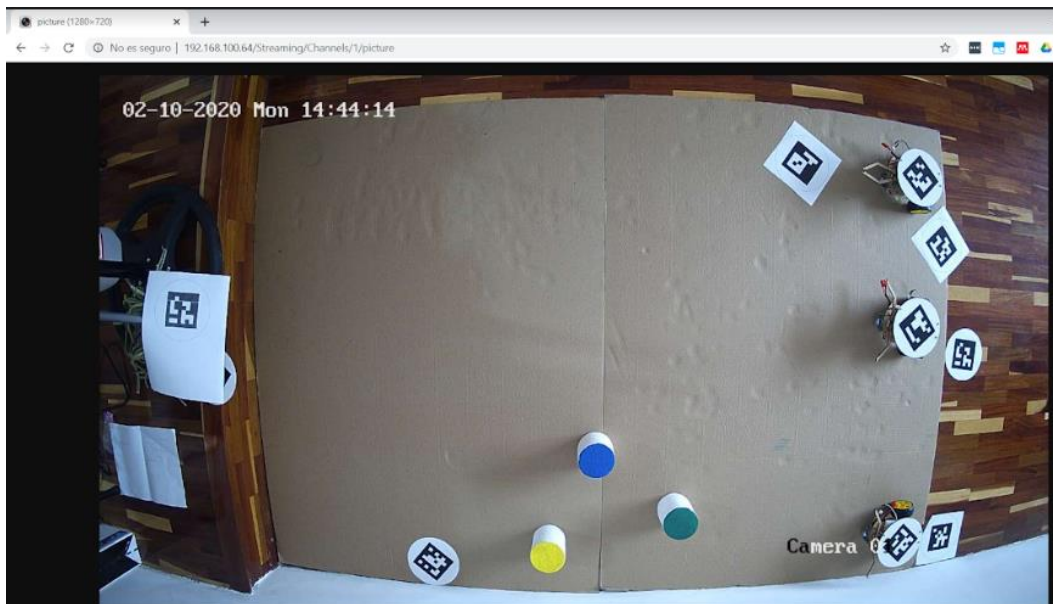 picture (1280×720)
No es seguro | 192.168.100.64/Streaming/Channels/1/picture
02-10-2020 Mon 14:44:14
Camera 01